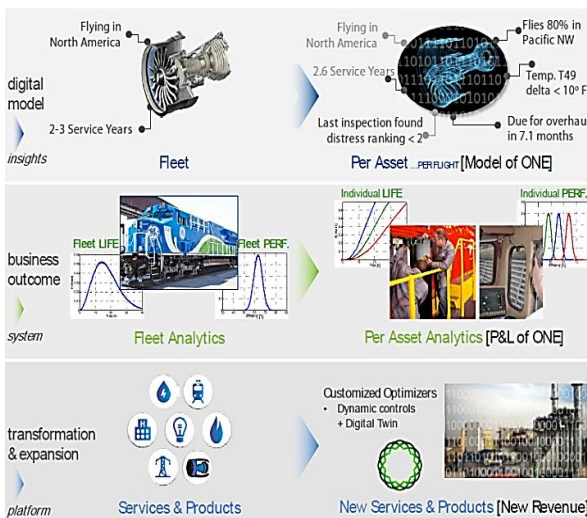 Flying in
North America
digital
model
insights
2-3 Service Years
Fleet
Flying in
North America
2.6 Service Years
Last inspection found
distress ranking < 2
Flies 80% in
Pacific NW
Temp. T49
delta < 10º F
Due for overhau
in 7.1 months
Per Asset ...PER FLIGHT [Model of ONE]
business
outcome
system
Fleet LIFE
Fleet PERF.
Fleet Analytics
Individual LIFE
Individual PERF.
Per Asset Analytics [P&L of ONE]
transformation
& expansion
platform
Services & Products
Customized Optimizers
• Dynamic controls
+ Digital Twin
New Services & Products [New Revenue]